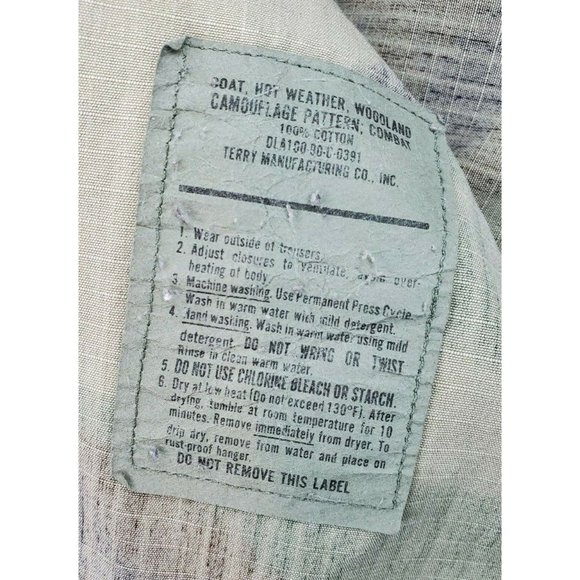 COAT, HOT WEATHER, WOODLAND
CAMOUFLAGE PATTERN; COMBAT
100% COTTON
DLA100-90-C-0391
TERRY MANUFACTURING CO., INC.
1. Wear outside of trousers.
2. Adjust closures to ventilate, avoid over-
heating of body.
3. Machine washing. Use Permanent Press Cycle.
Wash in warm water with mild detergent.
4. Hand washing. Wash in warm water using mild
detergent. DO NOT WRING OR TWIST
Rinse in clean warm water.
5. DO NOT USE CHLORINE BLEACH OR STARCH.
6. Dry at low heat (Do not exceed 130°F). After
drying, tumble at room temperature for 10
minutes. Remove immediately from dryer. To
drip dry, remove from water and place on
rust-proof hanger.
DO NOT REMOVE THIS LABEL